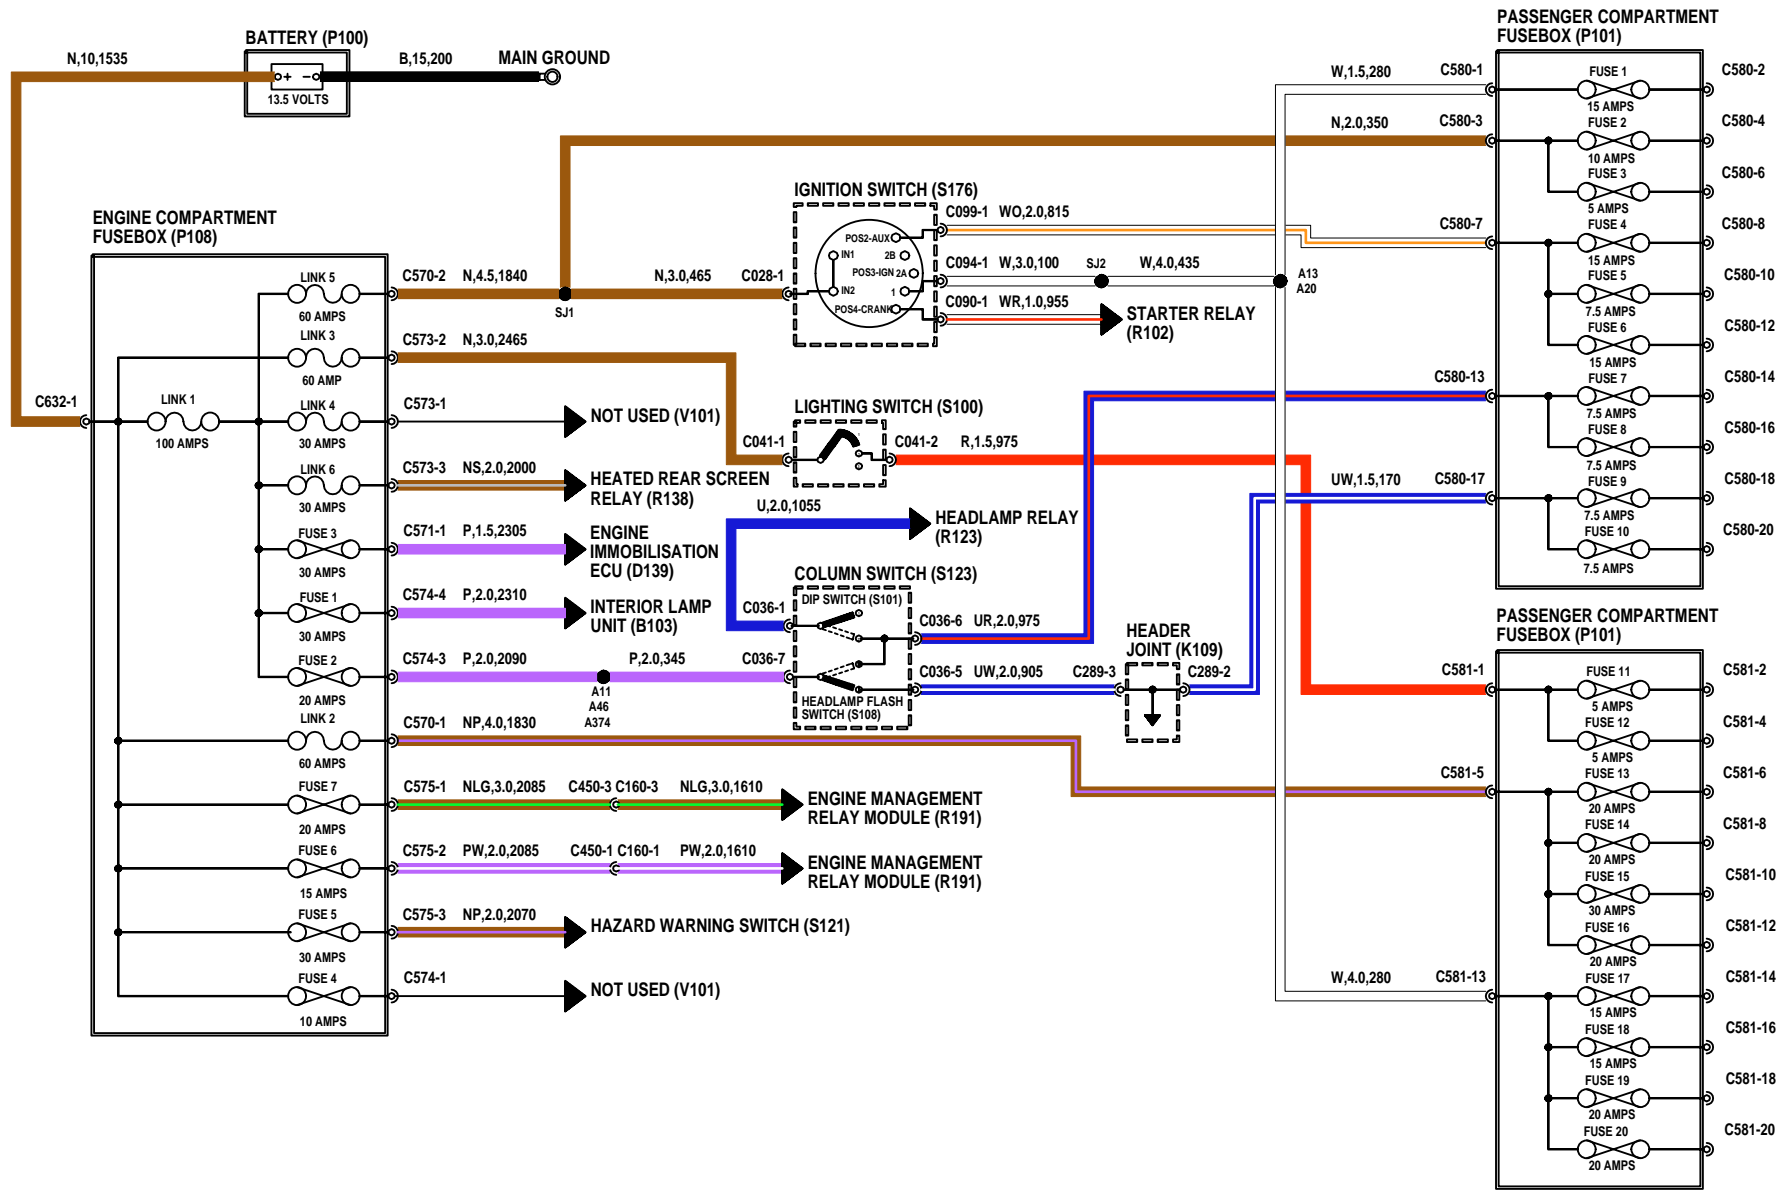 BATTERY (P100)
N,10,1535
B,15,200
MAIN GROUND
+ −
13.5 VOLTS
ENGINE COMPARTMENT
FUSEBOX (P108)
C632-1
LINK 1
100 AMPS
LINK 5
60 AMPS
C570-2 N,4.5,1840
SJ1
N,3.0,465
C028-1
LINK 3
60 AMP
C573-2 N,3.0,2465
LINK 4
30 AMPS
C573-1
NOT USED (V101)
LINK 6
30 AMPS
C573-3 NS,2.0,2000
HEATED REAR SCREEN
RELAY (R138)
FUSE 3
30 AMPS
C571-1 P,1.5,2305
ENGINE
IMMOBILISATION
ECU (D139)
FUSE 1
30 AMPS
C574-4 P,2.0,2310
INTERIOR LAMP
UNIT (B103)
FUSE 2
20 AMPS
C574-3 P,2.0,2090
A11
A46
A374
P,2.0,345
C036-7
LINK 2
60 AMPS
C570-1 NP,4.0,1830
FUSE 7
20 AMPS
C575-1 NLG,3.0,2085
C450-3 C160-3
NLG,3.0,1610
ENGINE MANAGEMENT
RELAY MODULE (R191)
FUSE 6
15 AMPS
C575-2 PW,2.0,2085
C450-1 C160-1
PW,2.0,1610
ENGINE MANAGEMENT
RELAY MODULE (R191)
FUSE 5
30 AMPS
C575-3 NP,2.0,2070
HAZARD WARNING SWITCH (S121)
FUSE 4
10 AMPS
C574-1
NOT USED (V101)
IGNITION SWITCH (S176)
POS2-AUX
IN1
2B
POS3-IGN 2A
IN2
1
POS4-CRANK
C099-1 WO,2.0,815
C094-1 W,3.0,100
SJ2
W,4.0,435
A13
A20
C090-1 WR,1.0,955
STARTER RELAY
(R102)
LIGHTING SWITCH (S100)
C041-1
C041-2 R,1.5,975
U,2.0,1055
HEADLAMP RELAY
(R123)
COLUMN SWITCH (S123)
DIP SWITCH (S101)
C036-1
C036-6 UR,2.0,975
C036-5 UW,2.0,905
HEADLAMP FLASH
SWITCH (S108)
HEADER
JOINT (K109)
C289-3
C289-2
PASSENGER COMPARTMENT
FUSEBOX (P101)
W,1.5,280
C580-1
FUSE 1
15 AMPS
C580-2
N,2.0,350
C580-3
FUSE 2
10 AMPS
C580-4
FUSE 3
5 AMPS
C580-6
C580-7
FUSE 4
15 AMPS
C580-8
FUSE 5
7.5 AMPS
C580-10
FUSE 6
15 AMPS
C580-12
C580-13
FUSE 7
7.5 AMPS
C580-14
FUSE 8
7.5 AMPS
C580-16
UW,1.5,170
C580-17
FUSE 9
7.5 AMPS
C580-18
FUSE 10
7.5 AMPS
C580-20
PASSENGER COMPARTMENT
FUSEBOX (P101)
C581-1
FUSE 11
5 AMPS
C581-2
FUSE 12
5 AMPS
C581-4
C581-5
FUSE 13
20 AMPS
C581-6
FUSE 14
20 AMPS
C581-8
FUSE 15
30 AMPS
C581-10
FUSE 16
20 AMPS
C581-12
W,4.0,280
C581-13
FUSE 17
15 AMPS
C581-14
FUSE 18
15 AMPS
C581-16
FUSE 19
20 AMPS
C581-18
FUSE 20
20 AMPS
C581-20